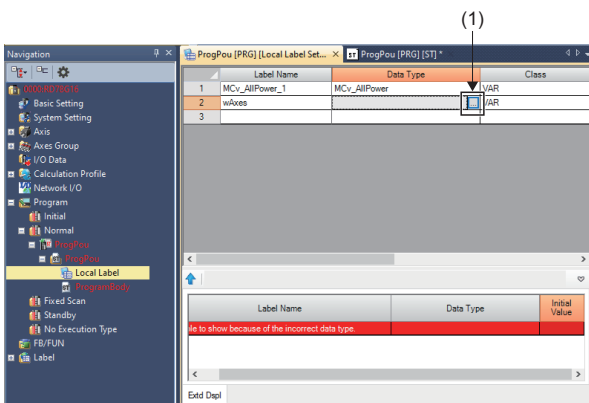 (1)
Navigation
ProgPou [PRG] [Local Label Set...
ProgPou [PRG] [ST] *
Label Name Data Type Class
1 MCv_AllPower_1 MCv_AllPower VAR
2 wAxes ... VAR
3
Basic Setting
System Setting
Axis
Axes Group
I/O Data
Calculation Profile
Network I/O
Program
Initial
Normal
ProgPou
ProgPou
Local Label
ProgramBody
Fixed Scan
Standby
No Execution Type
FB/FUN
Label
Label Name Data Type Initial Value
ile to show because of the incorrect data type.
Extd Dspl